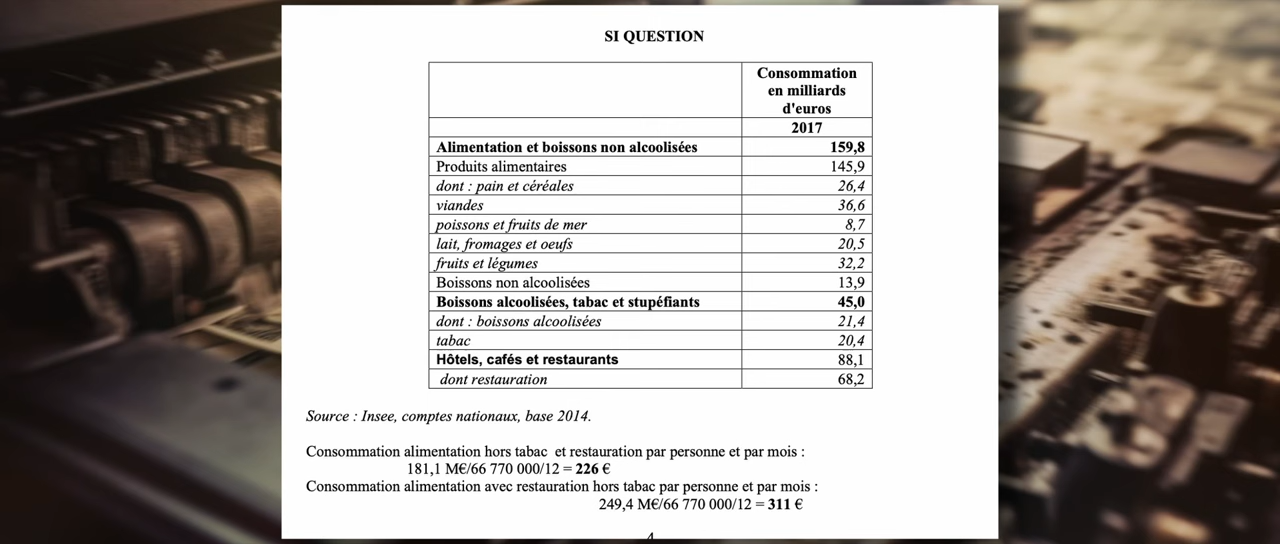 SI QUESTION
Consommation
en milliards
d'euros
2017
Alimentation et boissons non alcoolisées 159,8
Produits alimentaires 145,9
dont : pain et céréales 26,4
viandes 36,6
poissons et fruits de mer 8,7
lait, fromages et oeufs 20,5
fruits et légumes 32,2
Boissons non alcoolisées 13,9
Boissons alcoolisées, tabac et stupéfiants 45,0
dont : boissons alcoolisées 21,4
tabac 20,4
Hôtels, cafés et restaurants 88,1
dont restauration 68,2
Source : Insee, comptes nationaux, base 2014.
Consommation alimentation hors tabac et restauration par personne et par mois :
181,1 M€/66 770 000/12 = 226 €
Consommation alimentation avec restauration hors tabac par personne et par mois :
249,4 M€/66 770 000/12 = 311 €